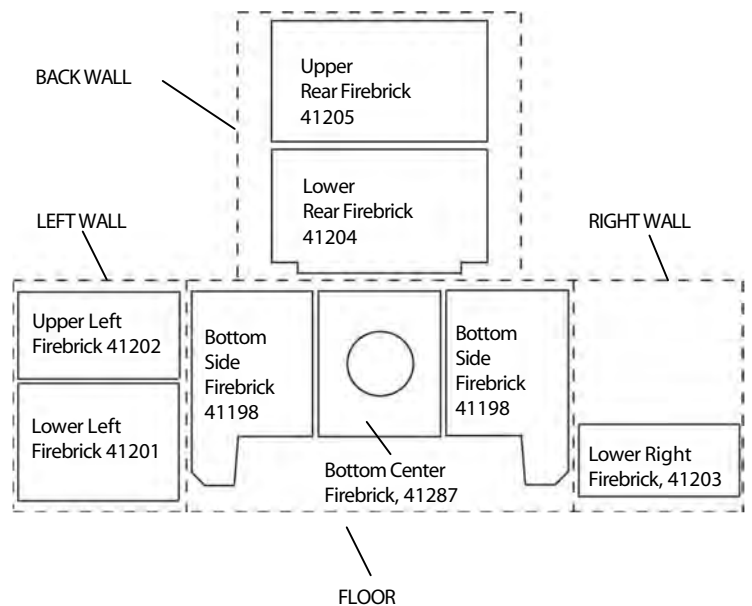 BACK WALL
Upper
Rear Firebrick
41205
Lower
Rear Firebrick
41204
LEFT WALL
RIGHT WALL
Upper Left
Firebrick 41202
Lower Left
Firebrick 41201
Bottom
Side
Firebrick
41198
Bottom
Side
Firebrick
41198
Bottom Center
Firebrick, 41287
Lower Right
Firebrick, 41203
FLOOR